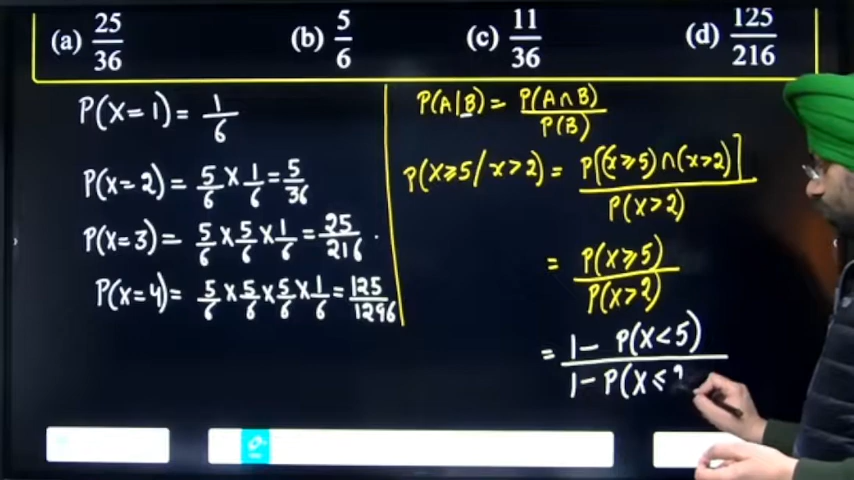 (a) 25/36 (b) 5/6 (c) 11/36 (d) 125/216
P(X=1) = 1/6
P(X=2) = 5/6 × 1/6 = 5/36
P(X=3) = 5/6 × 5/6 × 1/6 = 25/216.
P(X=4) = 5/6 × 5/6 × 5/6 × 1/6 = 125/1296
P(A|B) = P(A∩B)/P(B)
P(X≥5/X>2) = P[(X≥5)∩(X>2)]/P(X>2)
= P(X≥5)/P(X>2)
= 1-P(X<5)/1-P(X≤